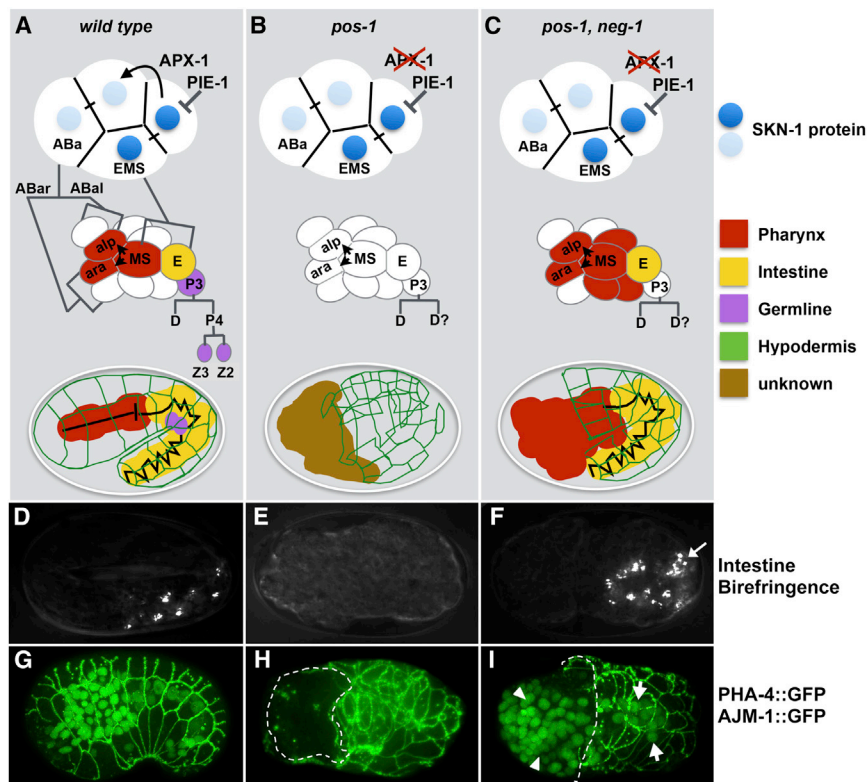 A wild type
B pos-1
C pos-1, neg-1
APX-1
PIE-1
ABa
EMS
APX-1
PIE-1
ABa
EMS
APX-1
PIE-1
ABa
EMS
SKN-1 protein
ABar
ABal
alp
ara
MS
E
P3
D
P4
Z3
Z2
alp
ara
MS
E
P3
D
D?
alp
ara
MS
E
P3
D
D?
Pharynx
Intestine
Germline
Hypodermis
unknown
D
E
F
Intestine
Birefringence
G
H
I
PHA-4::GFP
AJM-1::GFP